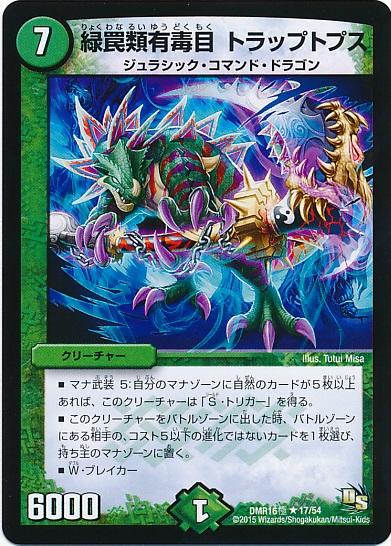 7
りょくわなるいゆうどくもく
緑罠類有毒目 トラップトプス
ジュラシック・コマンド・ドラゴン
クリーチャー
Illus. Tutui Misa
■ マナ武装 5:自分のマナゾーンに自然のカードが5枚以上
あれば、このクリーチャーは「S・トリガー」を得る。
■ このクリーチャーをバトルゾーンに出した時、バトルゾーン
にある相手の、コスト5以下の進化ではないカードを1枚選び、
持ち主のマナゾーンに置く。
■ W・ブレイカー
6000
DS
DMR16極 ★ 17/54
©2015 Wizards/Shogakukan/Mitsui-Kids